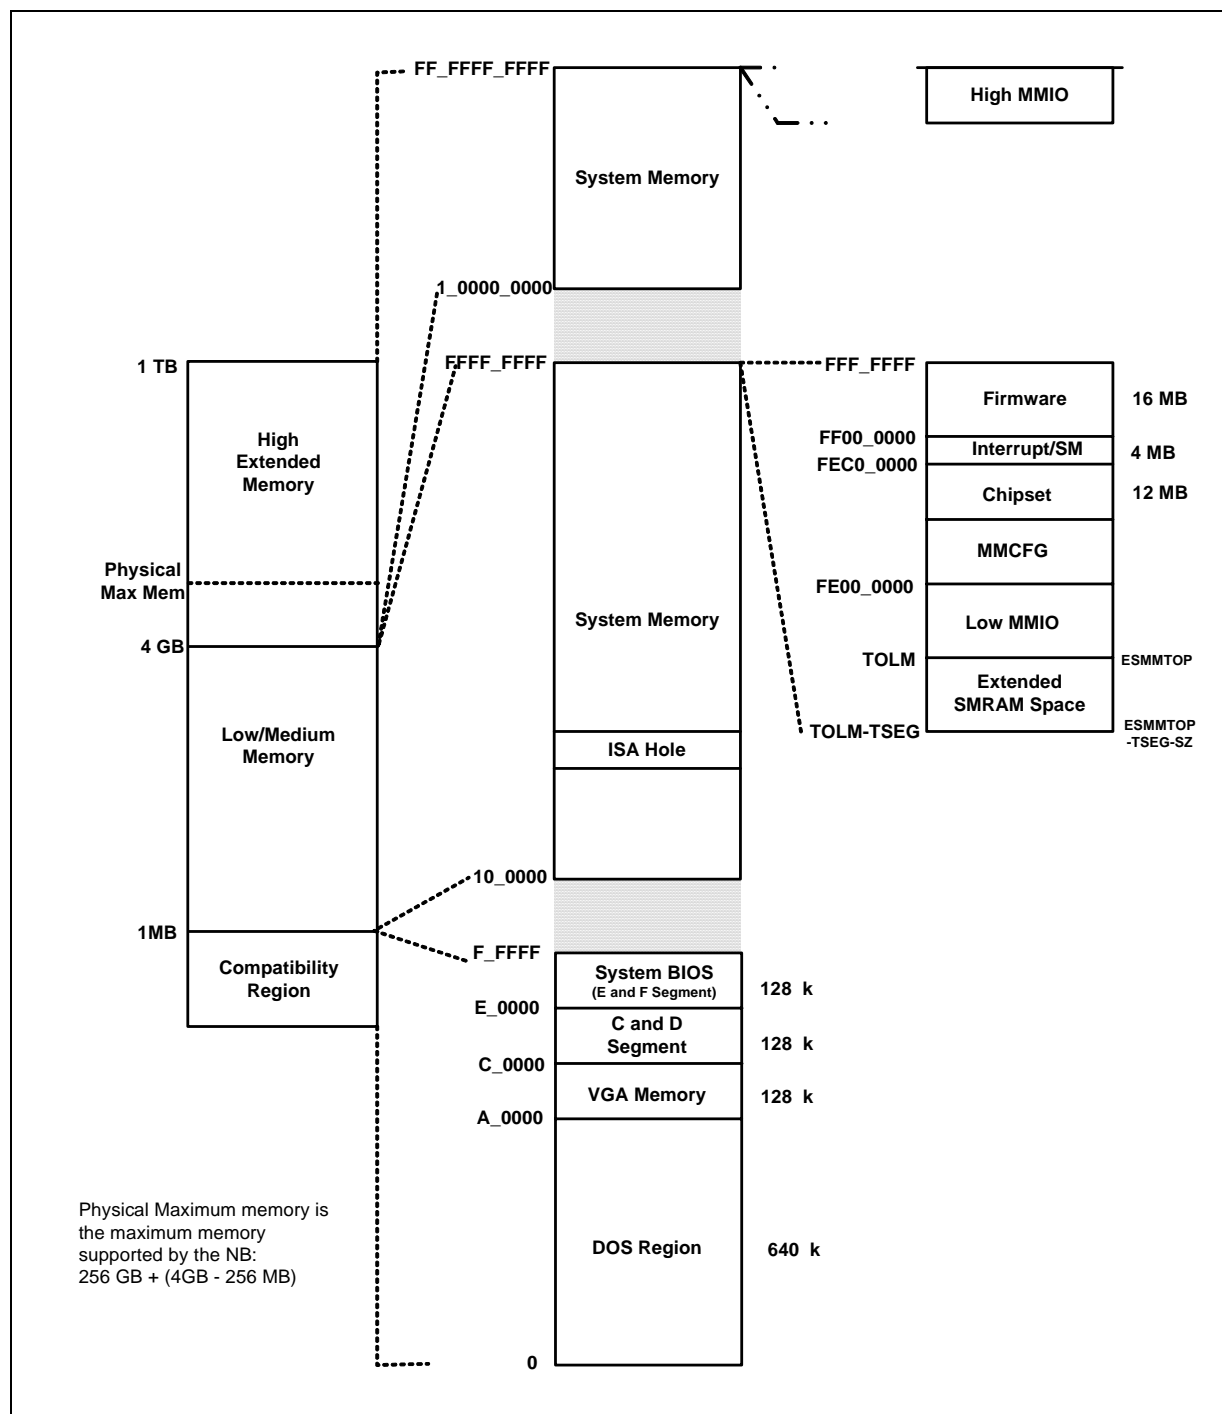 FF_FFFF_FFFF
High MMIO
System Memory
1_0000_0000
1 TB
FFFF_FFFF
FFF_FFFF
Firmware
16 MB
High
Extended
Memory
FF00_0000
Interrupt/SM
4 MB
FEC0_0000
Chipset
12 MB
MMCFG
Physical
Max Mem
FE00_0000
System Memory
Low MMIO
4 GB
TOLM
ESMMTOP
Extended
SMRAM Space
Low/Medium
Memory
TOLM-TSEG
ESMMTOP
-TSEG-SZ
ISA Hole
10_0000
1MB
F_FFFF
Compatibility
Region
System BIOS
(E and F Segment)
128 k
E_0000
C and D
Segment
128 k
C_0000
VGA Memory
128 k
A_0000
Physical Maximum memory is
the maximum memory
supported by the NB:
256 GB + (4GB - 256 MB)
DOS Region
640 k
0